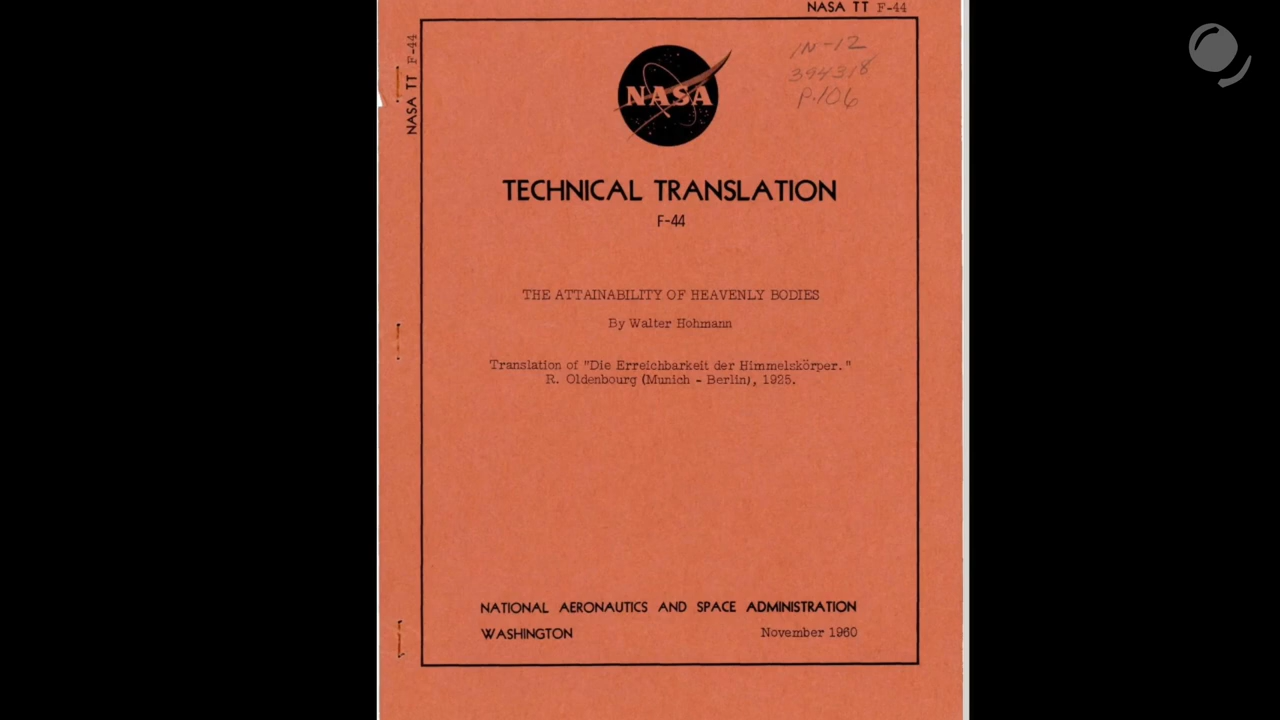 NASA TT F-44
NASA TT F-44
IN-12
394318
P.106
NASA
TECHNICAL TRANSLATION
F-44
THE ATTAINABILITY OF HEAVENLY BODIES
By Walter Hohmann
Translation of "Die Erreichbarkeit der Himmelskörper."
R. Oldenbourg (Munich - Berlin), 1925.
NATIONAL AERONAUTICS AND SPACE ADMINISTRATION
WASHINGTON November 1960